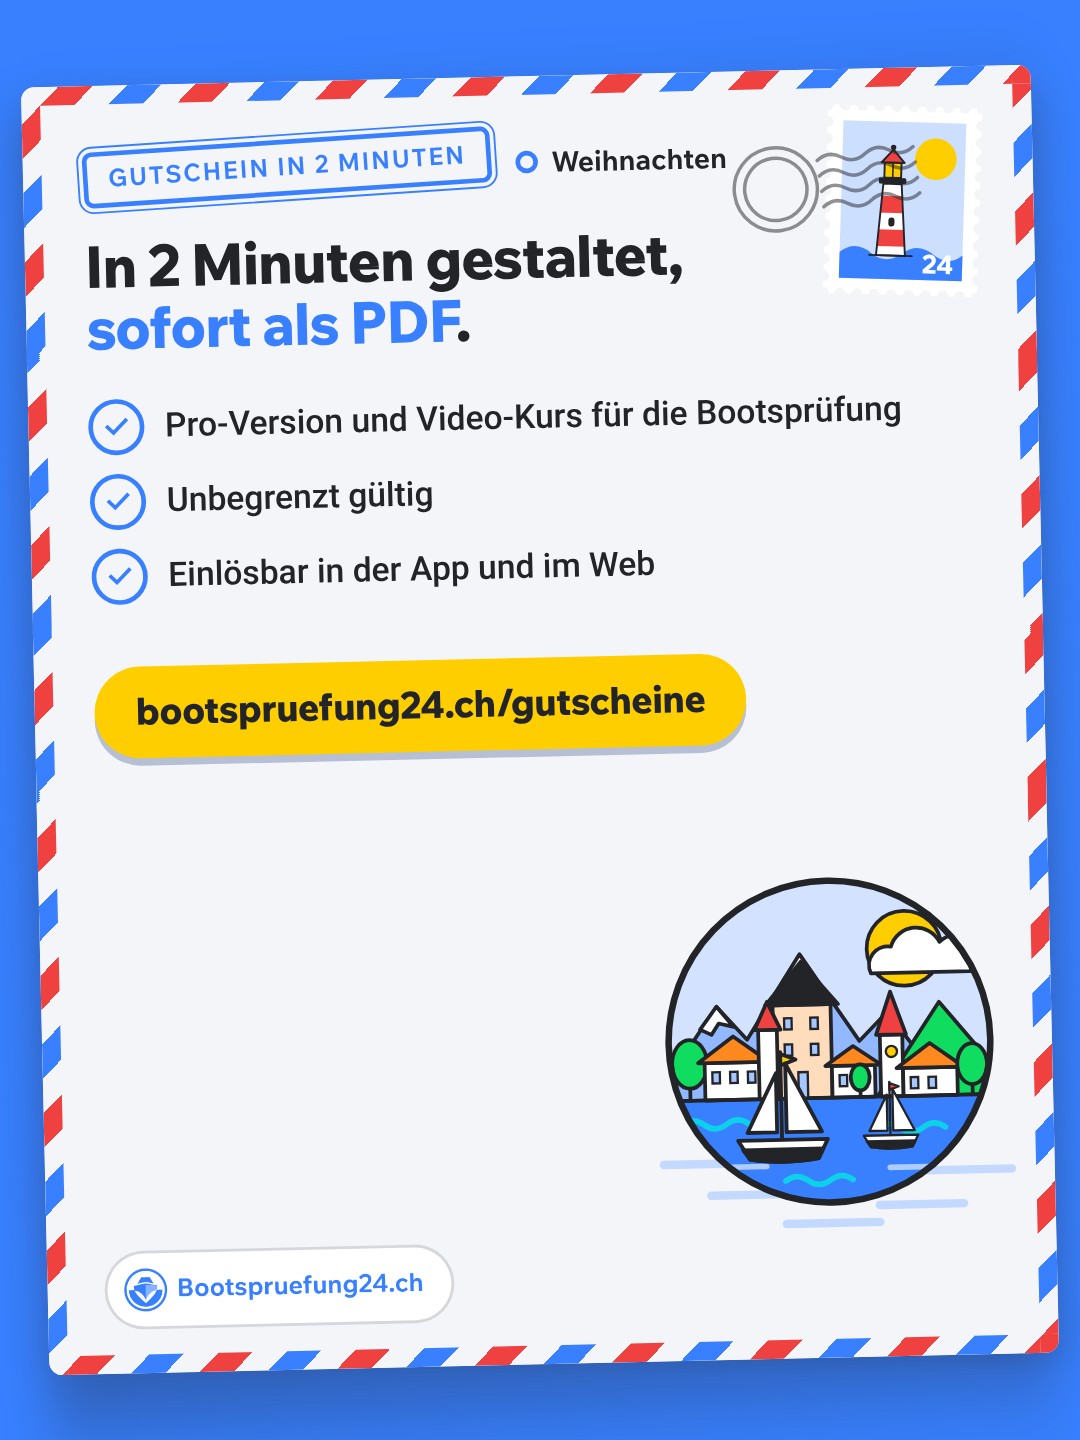 GUTSCHEIN IN 2 MINUTEN
Weihnachten
24
In 2 Minuten gestaltet,
sofort als PDF.
Pro-Version und Video-Kurs für die Bootsprüfung
Unbegrenzt gültig
Einlösbar in der App und im Web
bootspruefung24.ch/gutscheine
Bootspruefung24.ch